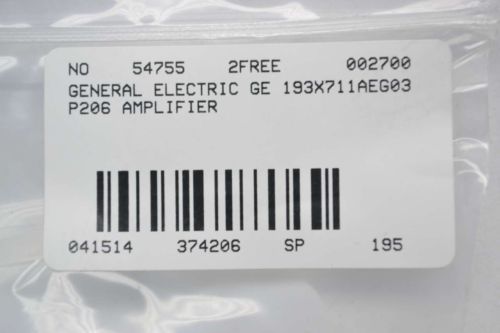 NO 54755 2FREE 002700
GENERAL ELECTRIC GE 193X711AEG03
P206 AMPLIFIER
041514 374206 SP 195